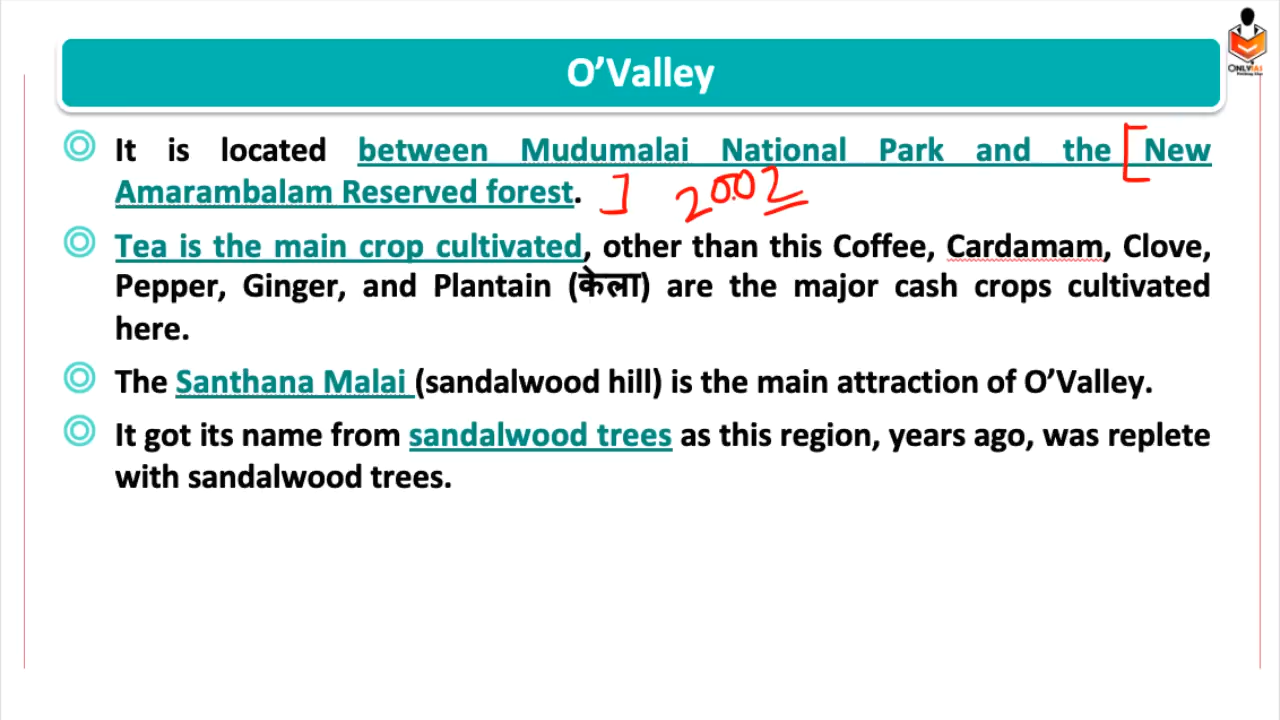 O’Valley
ONLYIAS
It is located between Mudumalai National Park and the [ New
Amarambalam Reserved forest. ] 2002
Tea is the main crop cultivated, other than this Coffee, Cardamam, Clove,
Pepper, Ginger, and Plantain (केला) are the major cash crops cultivated
here.
The Santhana Malai (sandalwood hill) is the main attraction of O’Valley.
It got its name from sandalwood trees as this region, years ago, was replete
with sandalwood trees.